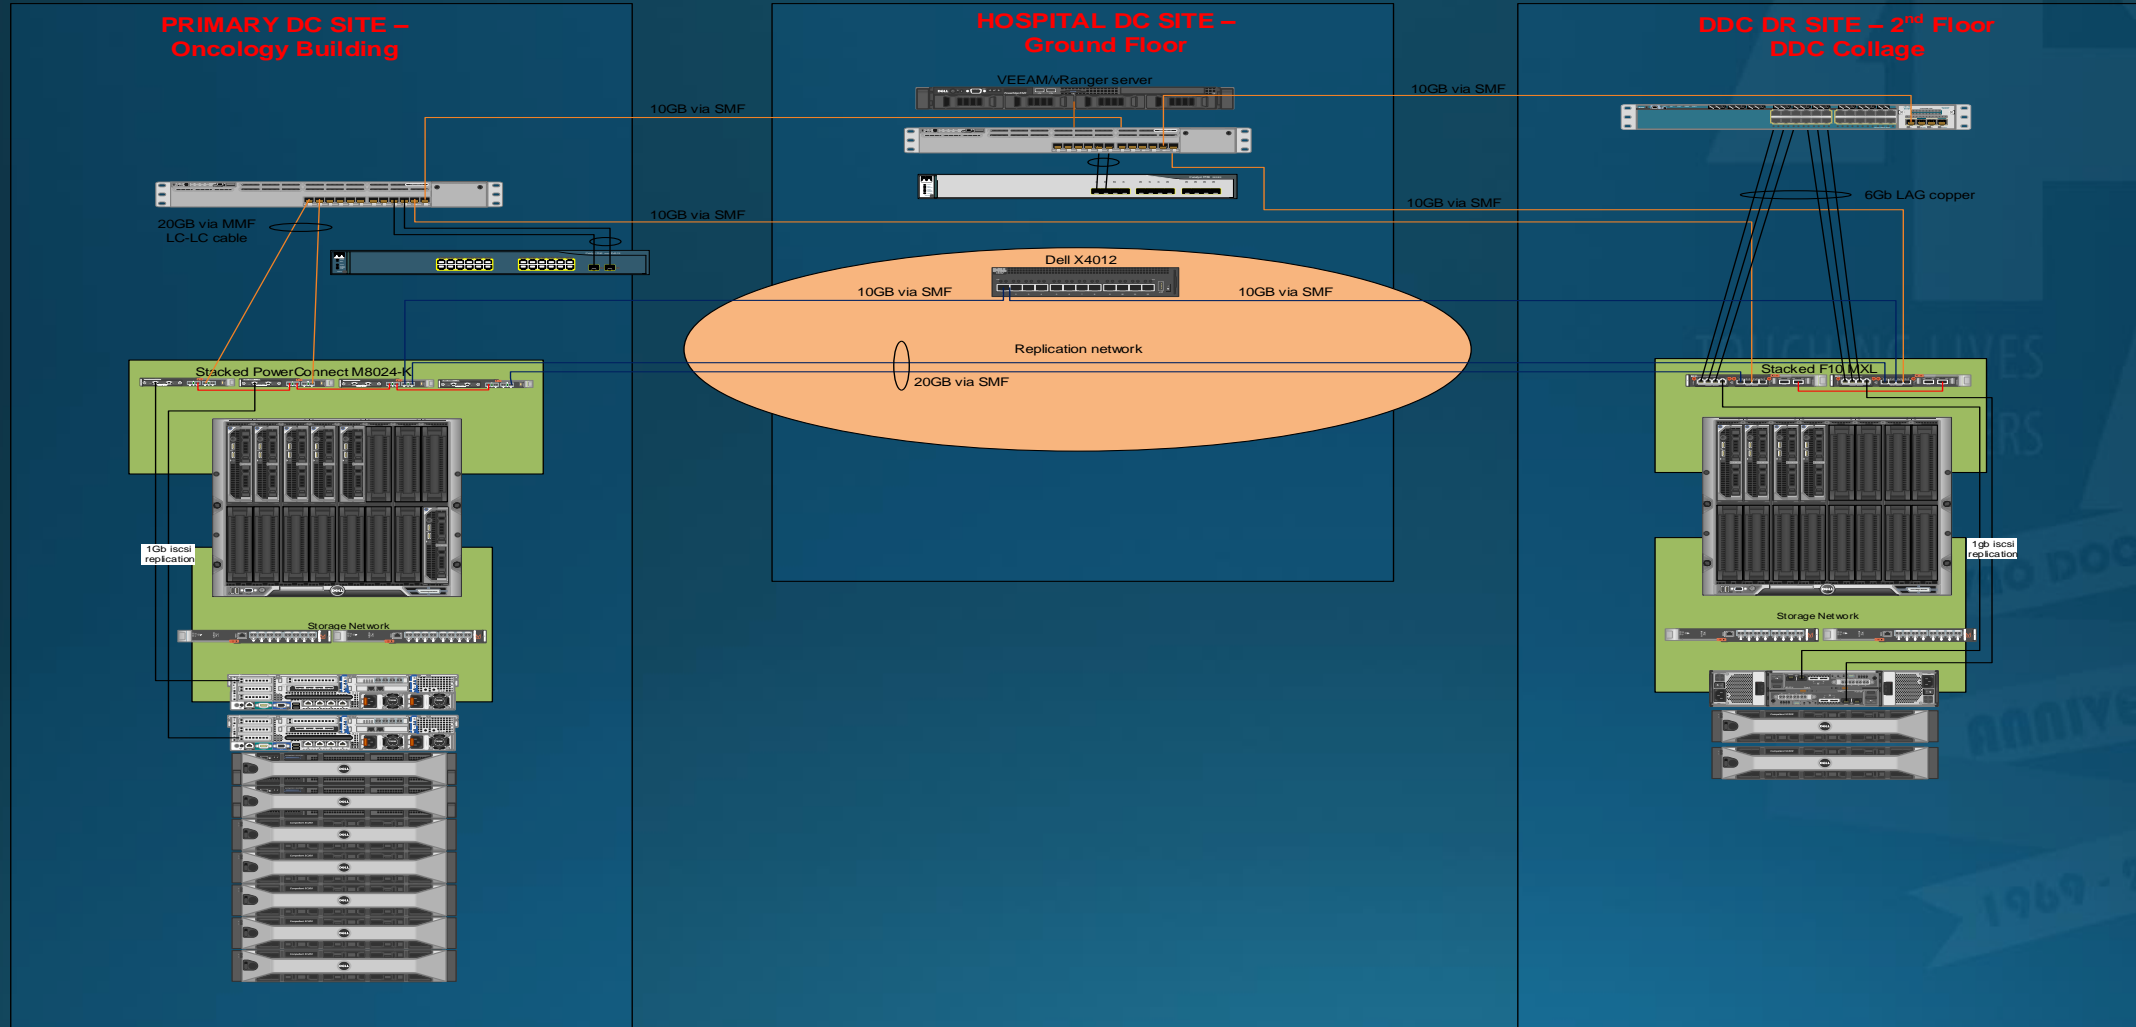 PRIMARY DC SITE –
Oncology Building
HOSPITAL DC SITE –
Ground Floor
DDC DR SITE – 2nd Floor
DDC Collage
VEEAM/vRanger server
10GB via SMF
10GB via SMF
20GB via MMF
LC-LC cable
10GB via SMF
10GB via SMF
6Gb LAG copper
Dell X4012
10GB via SMF
10GB via SMF
Replication network
20GB via SMF
Stacked PowerConnect M8024-K
Stacked F10 MXL
1Gb iscsi
replication
1gb iscsi
replication
Storage Network
Storage Network
1969 -